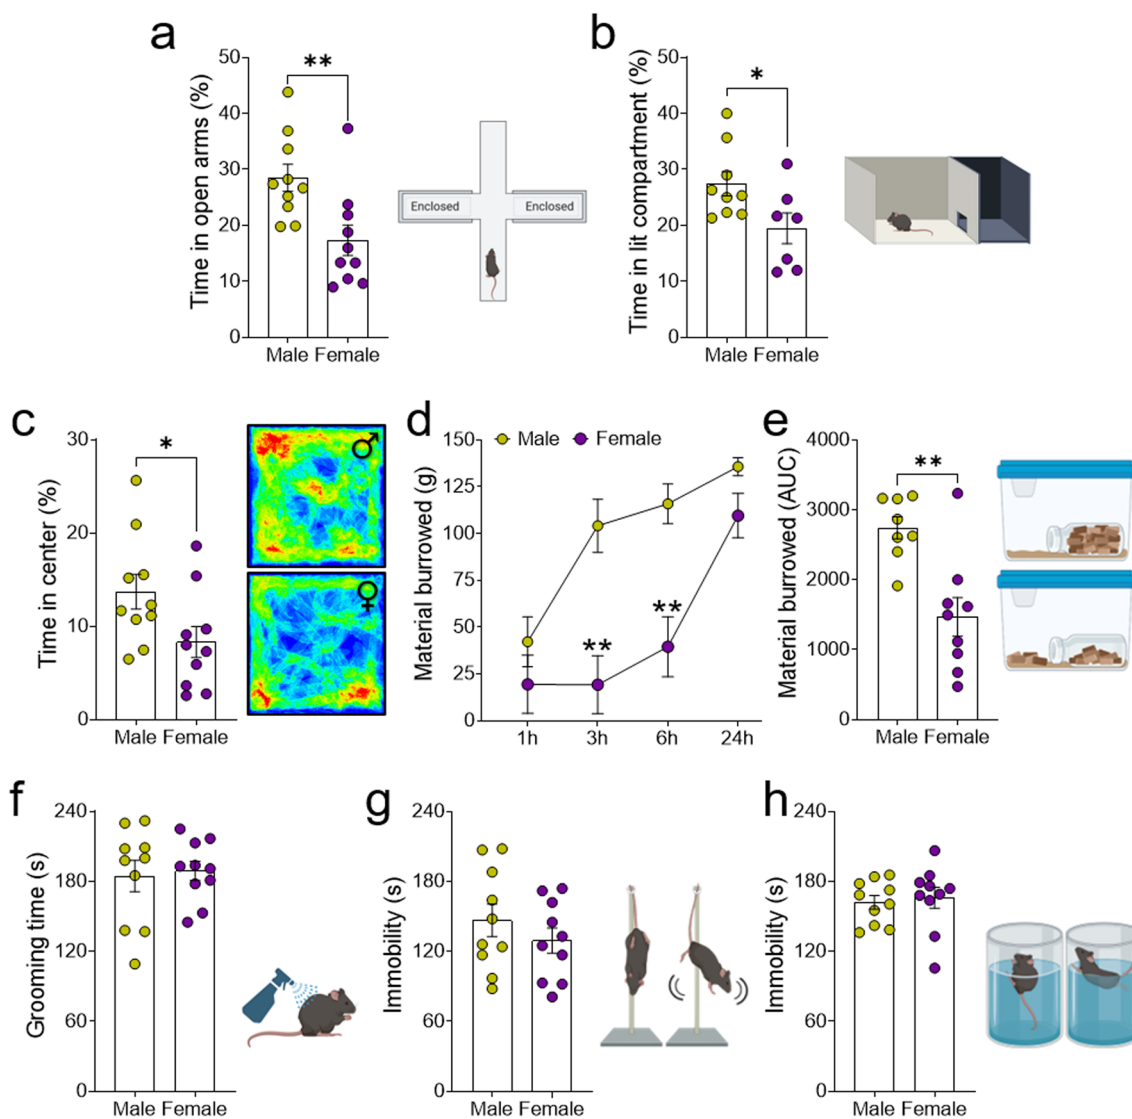 a
Time in open arms (%)
50
40
30
20
10
0
**
Male Female
Enclosed Enclosed
b
Time in lit compartment (%)
50
40
30
20
10
0
*
Male Female
c
Time in center (%)
30
20
10
0
*
Male Female
♂
♀
d
Material burrowed (g)
150
125
100
75
50
25
0
Male Female
**
**
1h 3h 6h 24h
e
Material burrowed (AUC)
4000
3000
2000
1000
0
**
Male Female
f
Grooming time (s)
240
180
120
60
0
Male Female
g
Immobility (s)
240
180
120
60
0
Male Female
h
Immobility (s)
240
180
120
60
0
Male Female